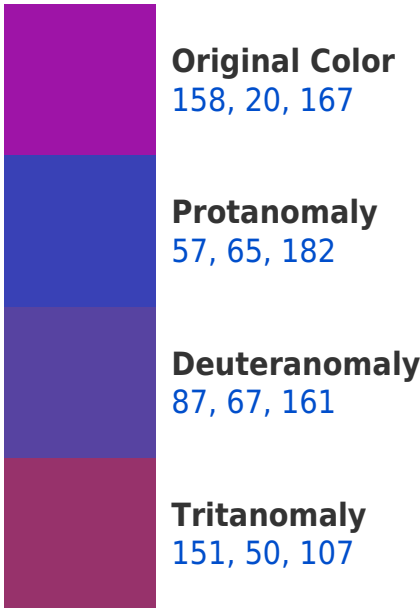 Original Color
158, 20, 167
Protanomaly
57, 65, 182
Deuteranomaly
87, 67, 161
Tritanomaly
151, 50, 107